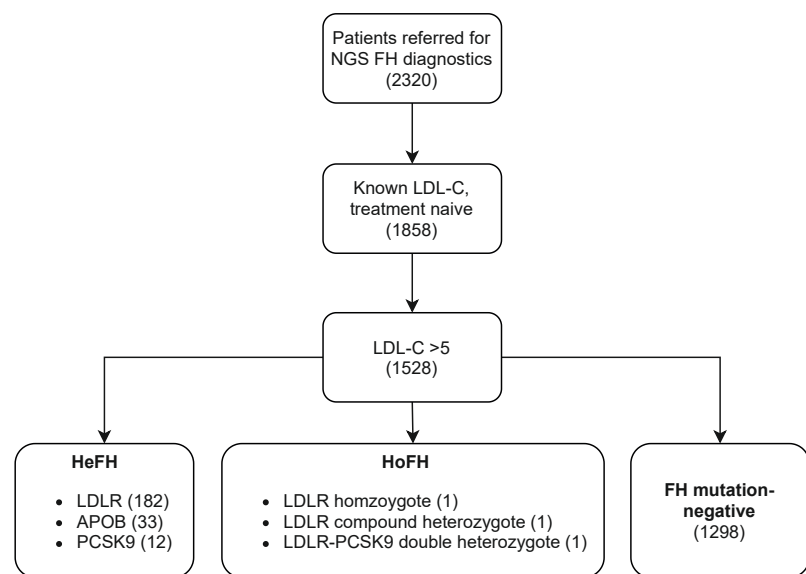 Patients referred for
NGS FH diagnostics
(2320)
Known LDL-C,
treatment naive
(1858)
LDL-C >5
(1528)
HeFH
• LDLR (182)
• APOB (33)
• PCSK9 (12)
HoFH
• LDLR homzoygote (1)
• LDLR compound heterozygote (1)
• LDLR-PCSK9 double heterozygote (1)
FH mutation-
negative
(1298)